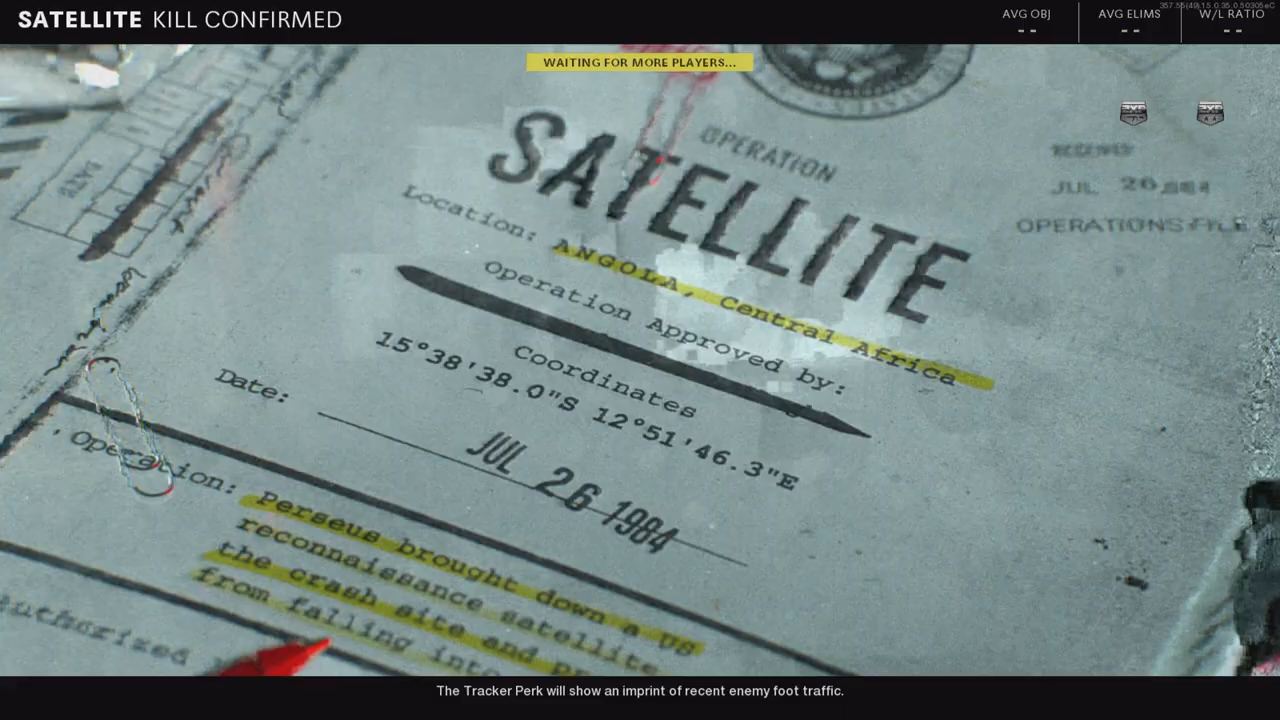 SATELLITE KILL CONFIRMED
AVG OBJ
AVG ELIMS
W/L RATIO
--
--
--
WAITING FOR MORE PLAYERS...
OPERATION
SATELLITE
RECEIVED
JUL 26
OPERATIONS FILE
DATE
Location: ANGOLA, Central Africa
Operation Approved by:
Coordinates
15°38'38.0"S 12°51'46.3"E
Date:
JUL 26 1984
Operation: Perseus brought down a US
reconnaissance satellite
the crash site and
from falling into
authorized
The Tracker Perk will show an imprint of recent enemy foot traffic.